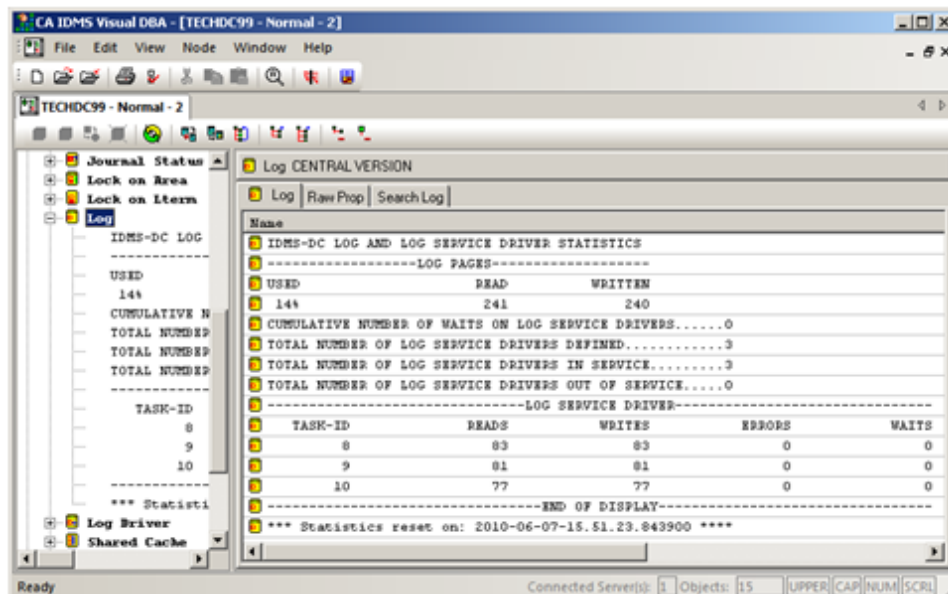 CA IDMS Visual DBA - [TECHDC99 - Normal - 2]
File Edit View Node Window Help
TECHDC99 - Normal - 2
Journal Status
Lock on Area
Lock on Lterm
Log
IDMS-DC LOG
------------------
USED
14%
CUMULATIVE N
TOTAL NUMBER
TOTAL NUMBER
TOTAL NUMBER
------------------
TASK-ID
8
9
10
------------------
*** Statisti
Log Driver
Shared Cache
Log CENTRAL VERSION
Log Raw Prop Search Log
Name
IDMS-DC LOG AND LOG SERVICE DRIVER STATISTICS
------------------LOG PAGES-------------------
USED READ WRITTEN
14% 241 240
CUMULATIVE NUMBER OF WAITS ON LOG SERVICE DRIVERS......0
TOTAL NUMBER OF LOG SERVICE DRIVERS DEFINED............3
TOTAL NUMBER OF LOG SERVICE DRIVERS IN SERVICE.........3
TOTAL NUMBER OF LOG SERVICE DRIVERS OUT OF SERVICE.....0
-------------------------------LOG SERVICE DRIVER-------------------------------
TASK-ID READS WRITES ERRORS WAITS
8 83 83 0 0
9 81 81 0 0
10 77 77 0 0
---------------------------------END OF DISPLAY---------------------------------
*** Statistics reset on: 2010-06-07-15.51.23.843900 ****
Ready Connected Server(s): 1 Objects: 15 UPPER CAP NUM SCRL